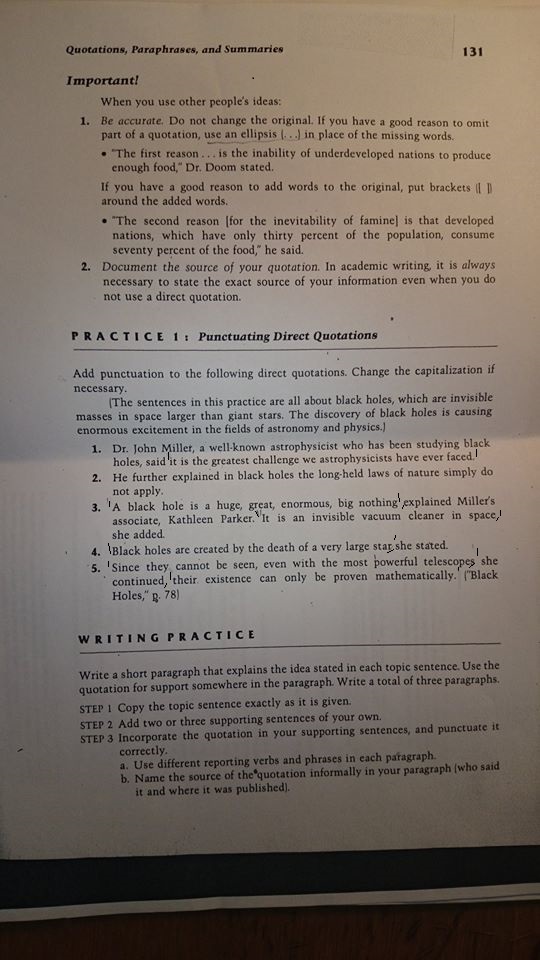 Quotations, Paraphrases, and Summaries 131
Important!
When you use other people's ideas:
1. Be accurate. Do not change the original. If you have a good reason to omit
part of a quotation, use an ellipsis (. . .) in place of the missing words.
• "The first reason . . . is the inability of underdeveloped nations to produce
enough food," Dr. Doom stated.
If you have a good reason to add words to the original, put brackets ([ ])
around the added words.
• "The second reason [for the inevitability of famine] is that developed
nations, which have only thirty percent of the population, consume
seventy percent of the food," he said.
2. Document the source of your quotation. In academic writing, it is always
necessary to state the exact source of your information even when you do
not use a direct quotation.
PRACTICE 1: Punctuating Direct Quotations
Add punctuation to the following direct quotations. Change the capitalization if
necessary.
(The sentences in this practice are all about black holes, which are invisible
masses in space larger than giant stars. The discovery of black holes is causing
enormous excitement in the fields of astronomy and physics.)
1. Dr. John Miller, a well-known astrophysicist who has been studying black
holes, said 'it is the greatest challenge we astrophysicists have ever faced.'
2. He further explained in black holes the long-held laws of nature simply do
not apply.
3. 'A black hole is a huge, great, enormous, big nothing', explained Miller's
associate, Kathleen Parker. 'It is an invisible vacuum cleaner in space,'
she added.
4. 'Black holes are created by the death of a very large star,' she stated.
5. 'Since they cannot be seen, even with the most powerful telescopes,' she
continued, 'their existence can only be proven mathematically.' ("Black
Holes," p. 78)
WRITING PRACTICE
Write a short paragraph that explains the idea stated in each topic sentence. Use the
quotation for support somewhere in the paragraph. Write a total of three paragraphs.
STEP 1 Copy the topic sentence exactly as it is given.
STEP 2 Add two or three supporting sentences of your own.
STEP 3 Incorporate the quotation in your supporting sentences, and punctuate it
correctly.
a. Use different reporting verbs and phrases in each paragraph.
b. Name the source of the quotation informally in your paragraph (who said
it and where it was published).